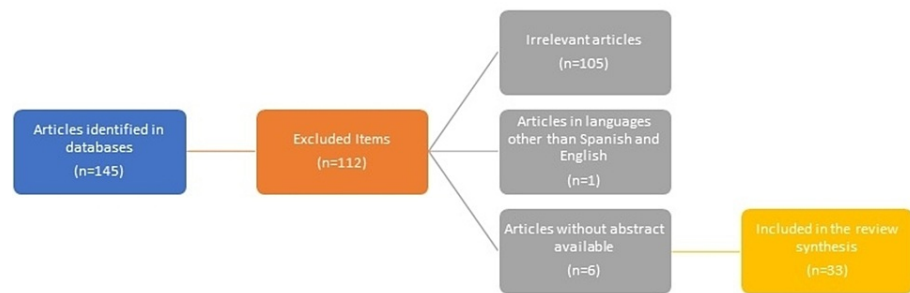 Articles identified in
databases
(n=145)
Excluded Items
(n=112)
Irrelevant articles
(n=105)
Articles in languages
other than Spanish and
English
(n=1)
Articles without abstract
available
(n=6)
Included in the review
synthesis
(n=33)